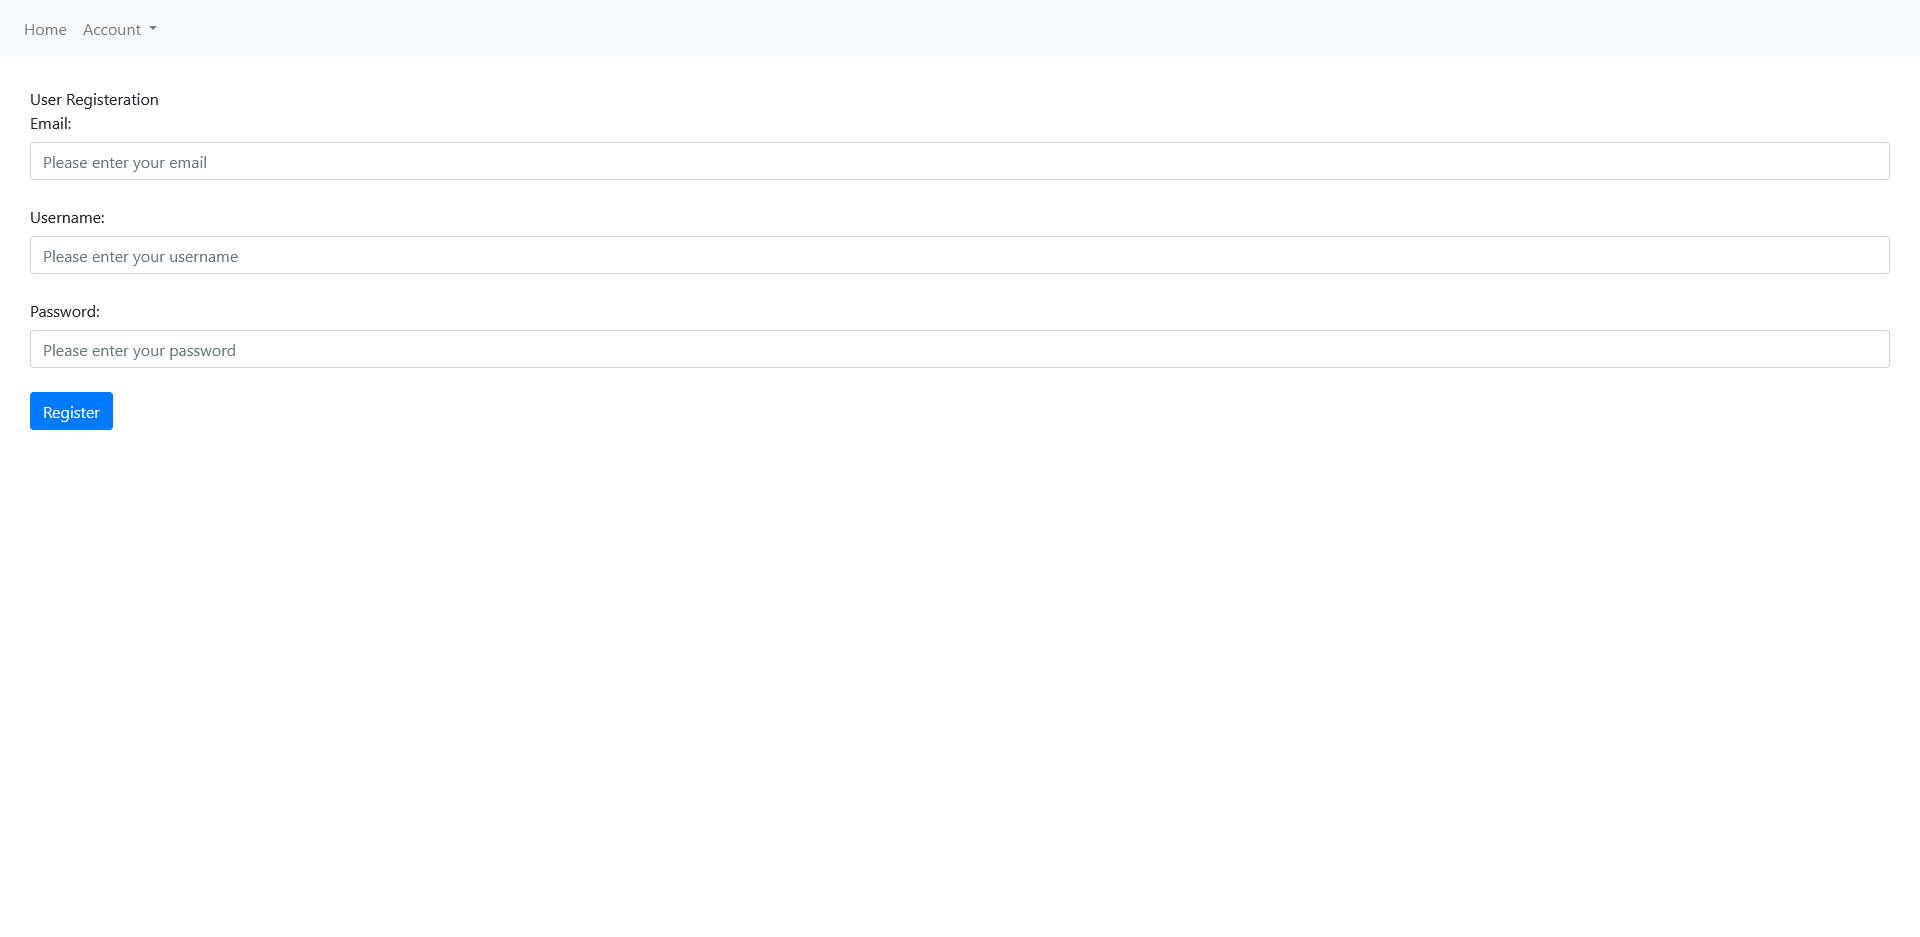 Home Account
User Registeration
Email:
Please enter your email
Username:
Please enter your username
Password:
Please enter your password
Register